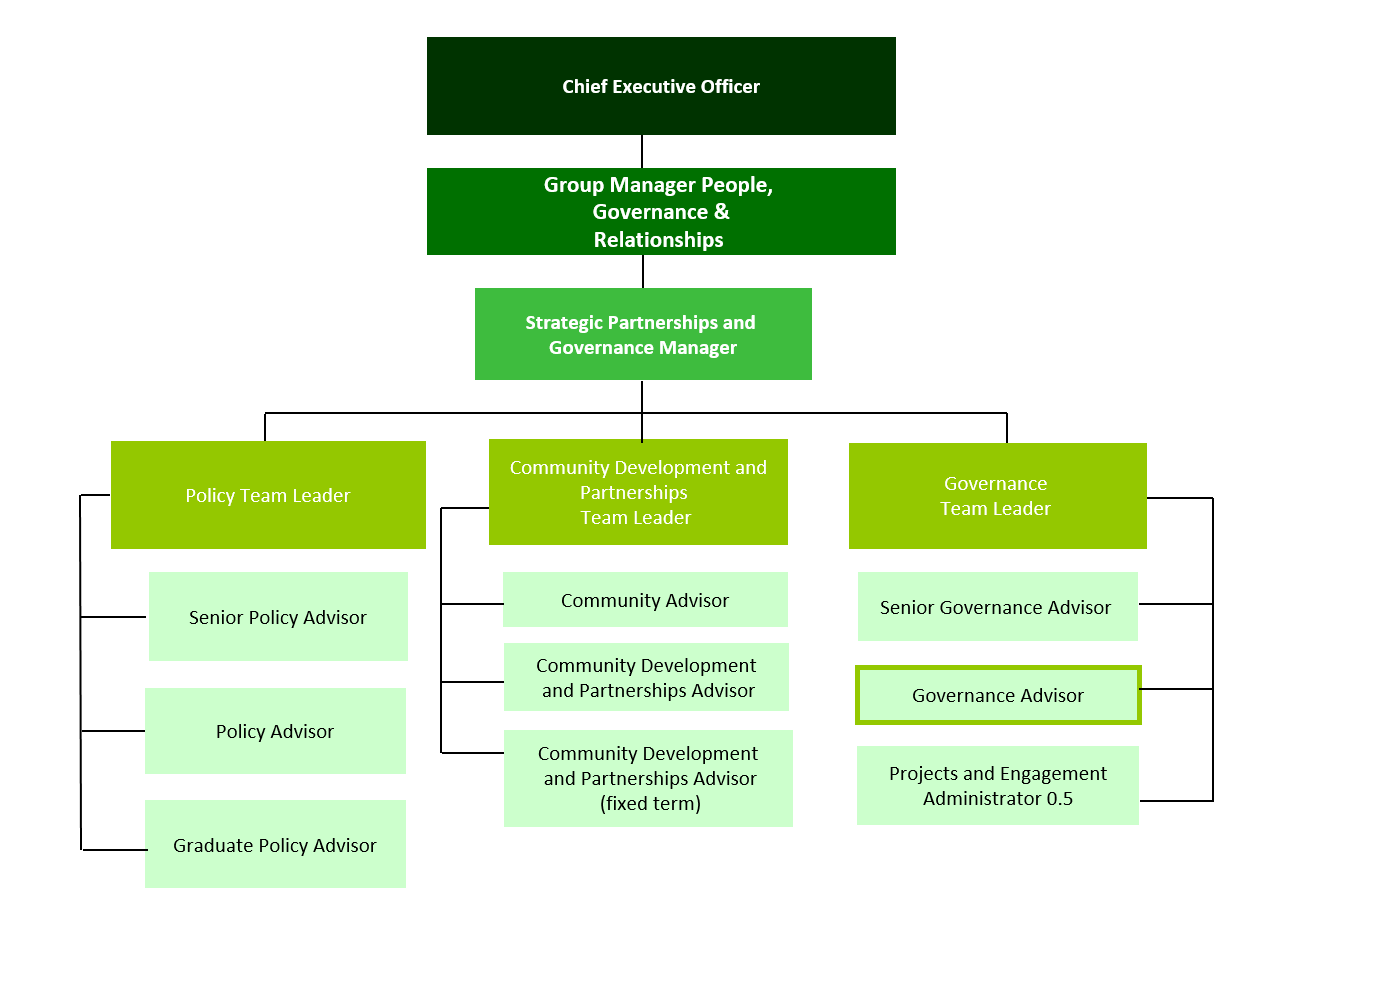 Chief Executive Officer
Group Manager People,
Governance &
Relationships
Strategic Partnerships and
Governance Manager
Policy Team Leader
Community Development and
Partnerships
Team Leader
Governance
Team Leader
Senior Policy Advisor
Policy Advisor
Graduate Policy Advisor
Community Advisor
Community Development
and Partnerships Advisor
Community Development
and Partnerships Advisor
(fixed term)
Senior Governance Advisor
Governance Advisor
Projects and Engagement
Administrator 0.5